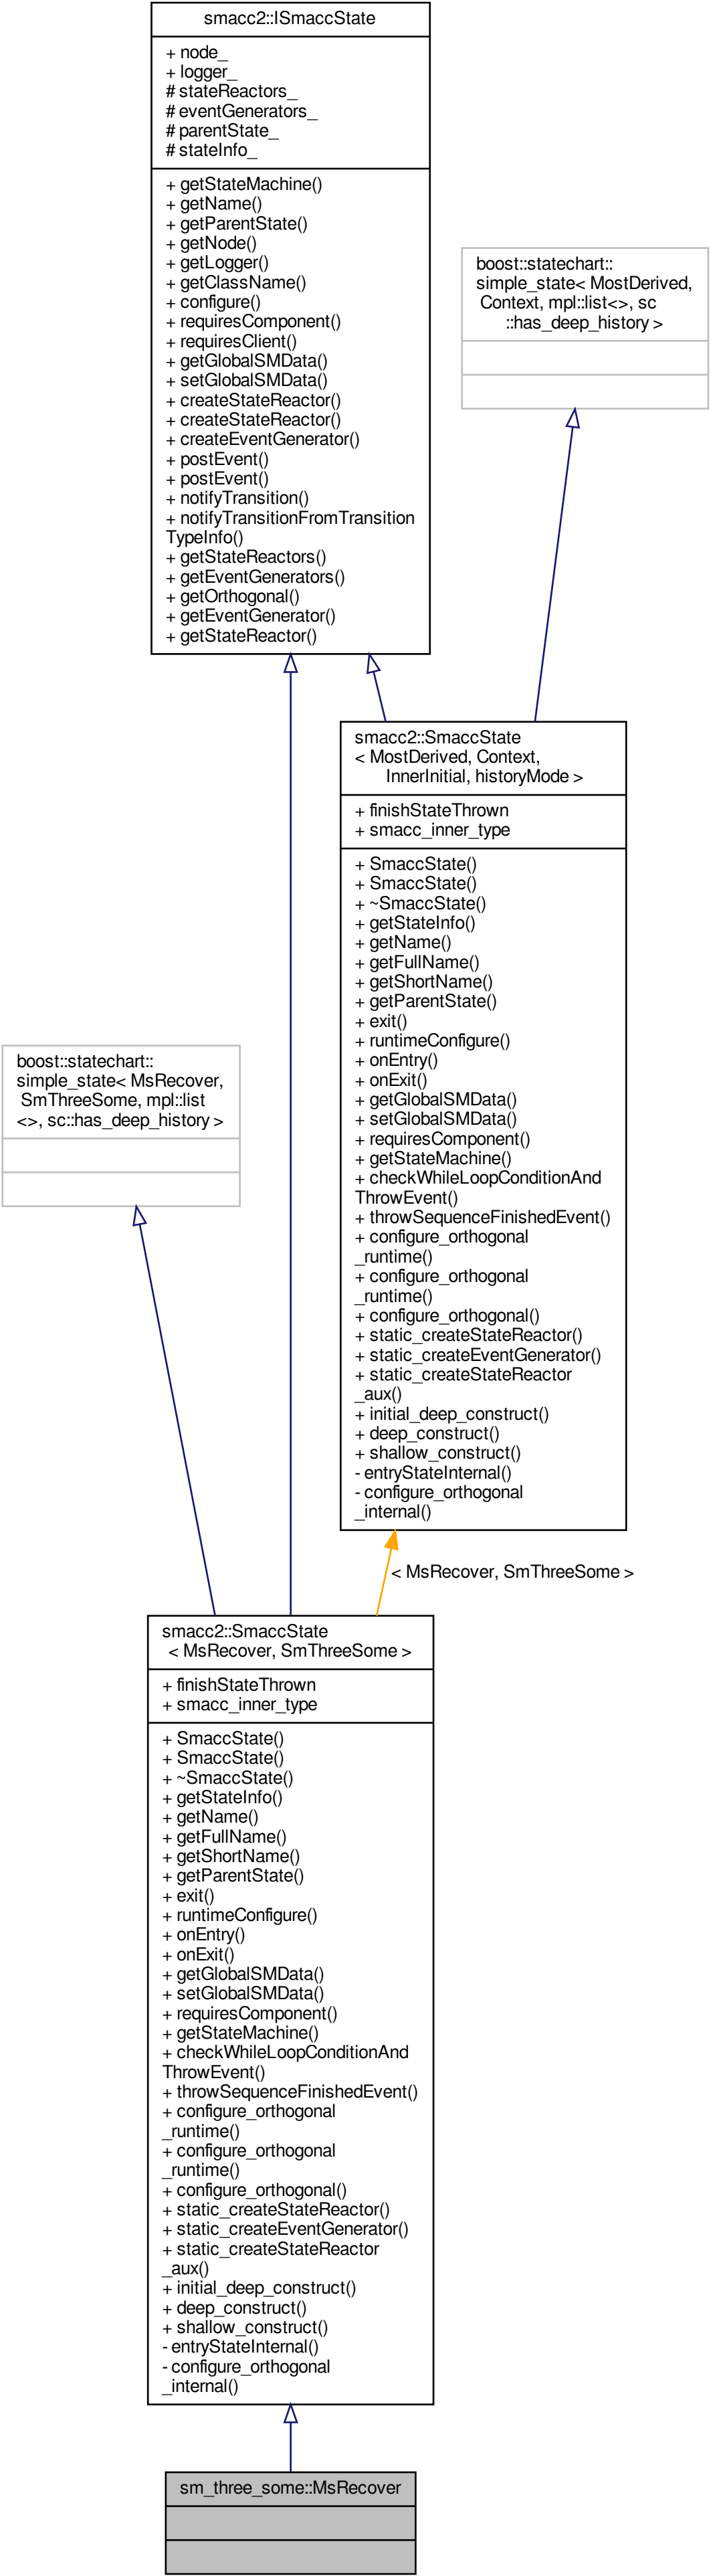 smacc2::ISmaccState
+ node_
+ logger_
# stateReactors_
# eventGenerators_
# parentState_
# stateInfo_
+ getStateMachine()
+ getName()
+ getParentState()
+ getNode()
+ getLogger()
+ getClassName()
+ configure()
+ requiresComponent()
+ requiresClient()
+ getGlobalSMData()
+ setGlobalSMData()
+ createStateReactor()
+ createStateReactor()
+ createEventGenerator()
+ postEvent()
+ postEvent()
+ notifyTransition()
+ notifyTransitionFromTransition
TypeInfo()
+ getStateReactors()
+ getEventGenerators()
+ getOrthogonal()
+ getEventGenerator()
+ getStateReactor()
boost::statechart::
simple_state< MostDerived,
Context, mpl::list<>, sc
::has_deep_history >
smacc2::SmaccState
< MostDerived, Context,
InnerInitial, historyMode >
+ finishStateThrown
+ smacc_inner_type
+ SmaccState()
+ SmaccState()
+ ~SmaccState()
+ getStateInfo()
+ getName()
+ getFullName()
+ getShortName()
+ getParentState()
+ exit()
+ runtimeConfigure()
+ onEntry()
+ onExit()
+ getGlobalSMData()
+ setGlobalSMData()
+ requiresComponent()
+ getStateMachine()
+ checkWhileLoopConditionAnd
ThrowEvent()
+ throwSequenceFinishedEvent()
+ configure_orthogonal
_runtime()
+ configure_orthogonal
_runtime()
+ configure_orthogonal()
+ static_createStateReactor()
+ static_createEventGenerator()
+ static_createStateReactor
_aux()
+ initial_deep_construct()
+ deep_construct()
+ shallow_construct()
- entryStateInternal()
- configure_orthogonal
_internal()
boost::statechart::
simple_state< MsRecover,
SmThreeSome, mpl::list
<>, sc::has_deep_history >
< MsRecover, SmThreeSome >
smacc2::SmaccState
< MsRecover, SmThreeSome >
+ finishStateThrown
+ smacc_inner_type
+ SmaccState()
+ SmaccState()
+ ~SmaccState()
+ getStateInfo()
+ getName()
+ getFullName()
+ getShortName()
+ getParentState()
+ exit()
+ runtimeConfigure()
+ onEntry()
+ onExit()
+ getGlobalSMData()
+ setGlobalSMData()
+ requiresComponent()
+ getStateMachine()
+ checkWhileLoopConditionAnd
ThrowEvent()
+ throwSequenceFinishedEvent()
+ configure_orthogonal
_runtime()
+ configure_orthogonal
_runtime()
+ configure_orthogonal()
+ static_createStateReactor()
+ static_createEventGenerator()
+ static_createStateReactor
_aux()
+ initial_deep_construct()
+ deep_construct()
+ shallow_construct()
- entryStateInternal()
- configure_orthogonal
_internal()
sm_three_some::MsRecover